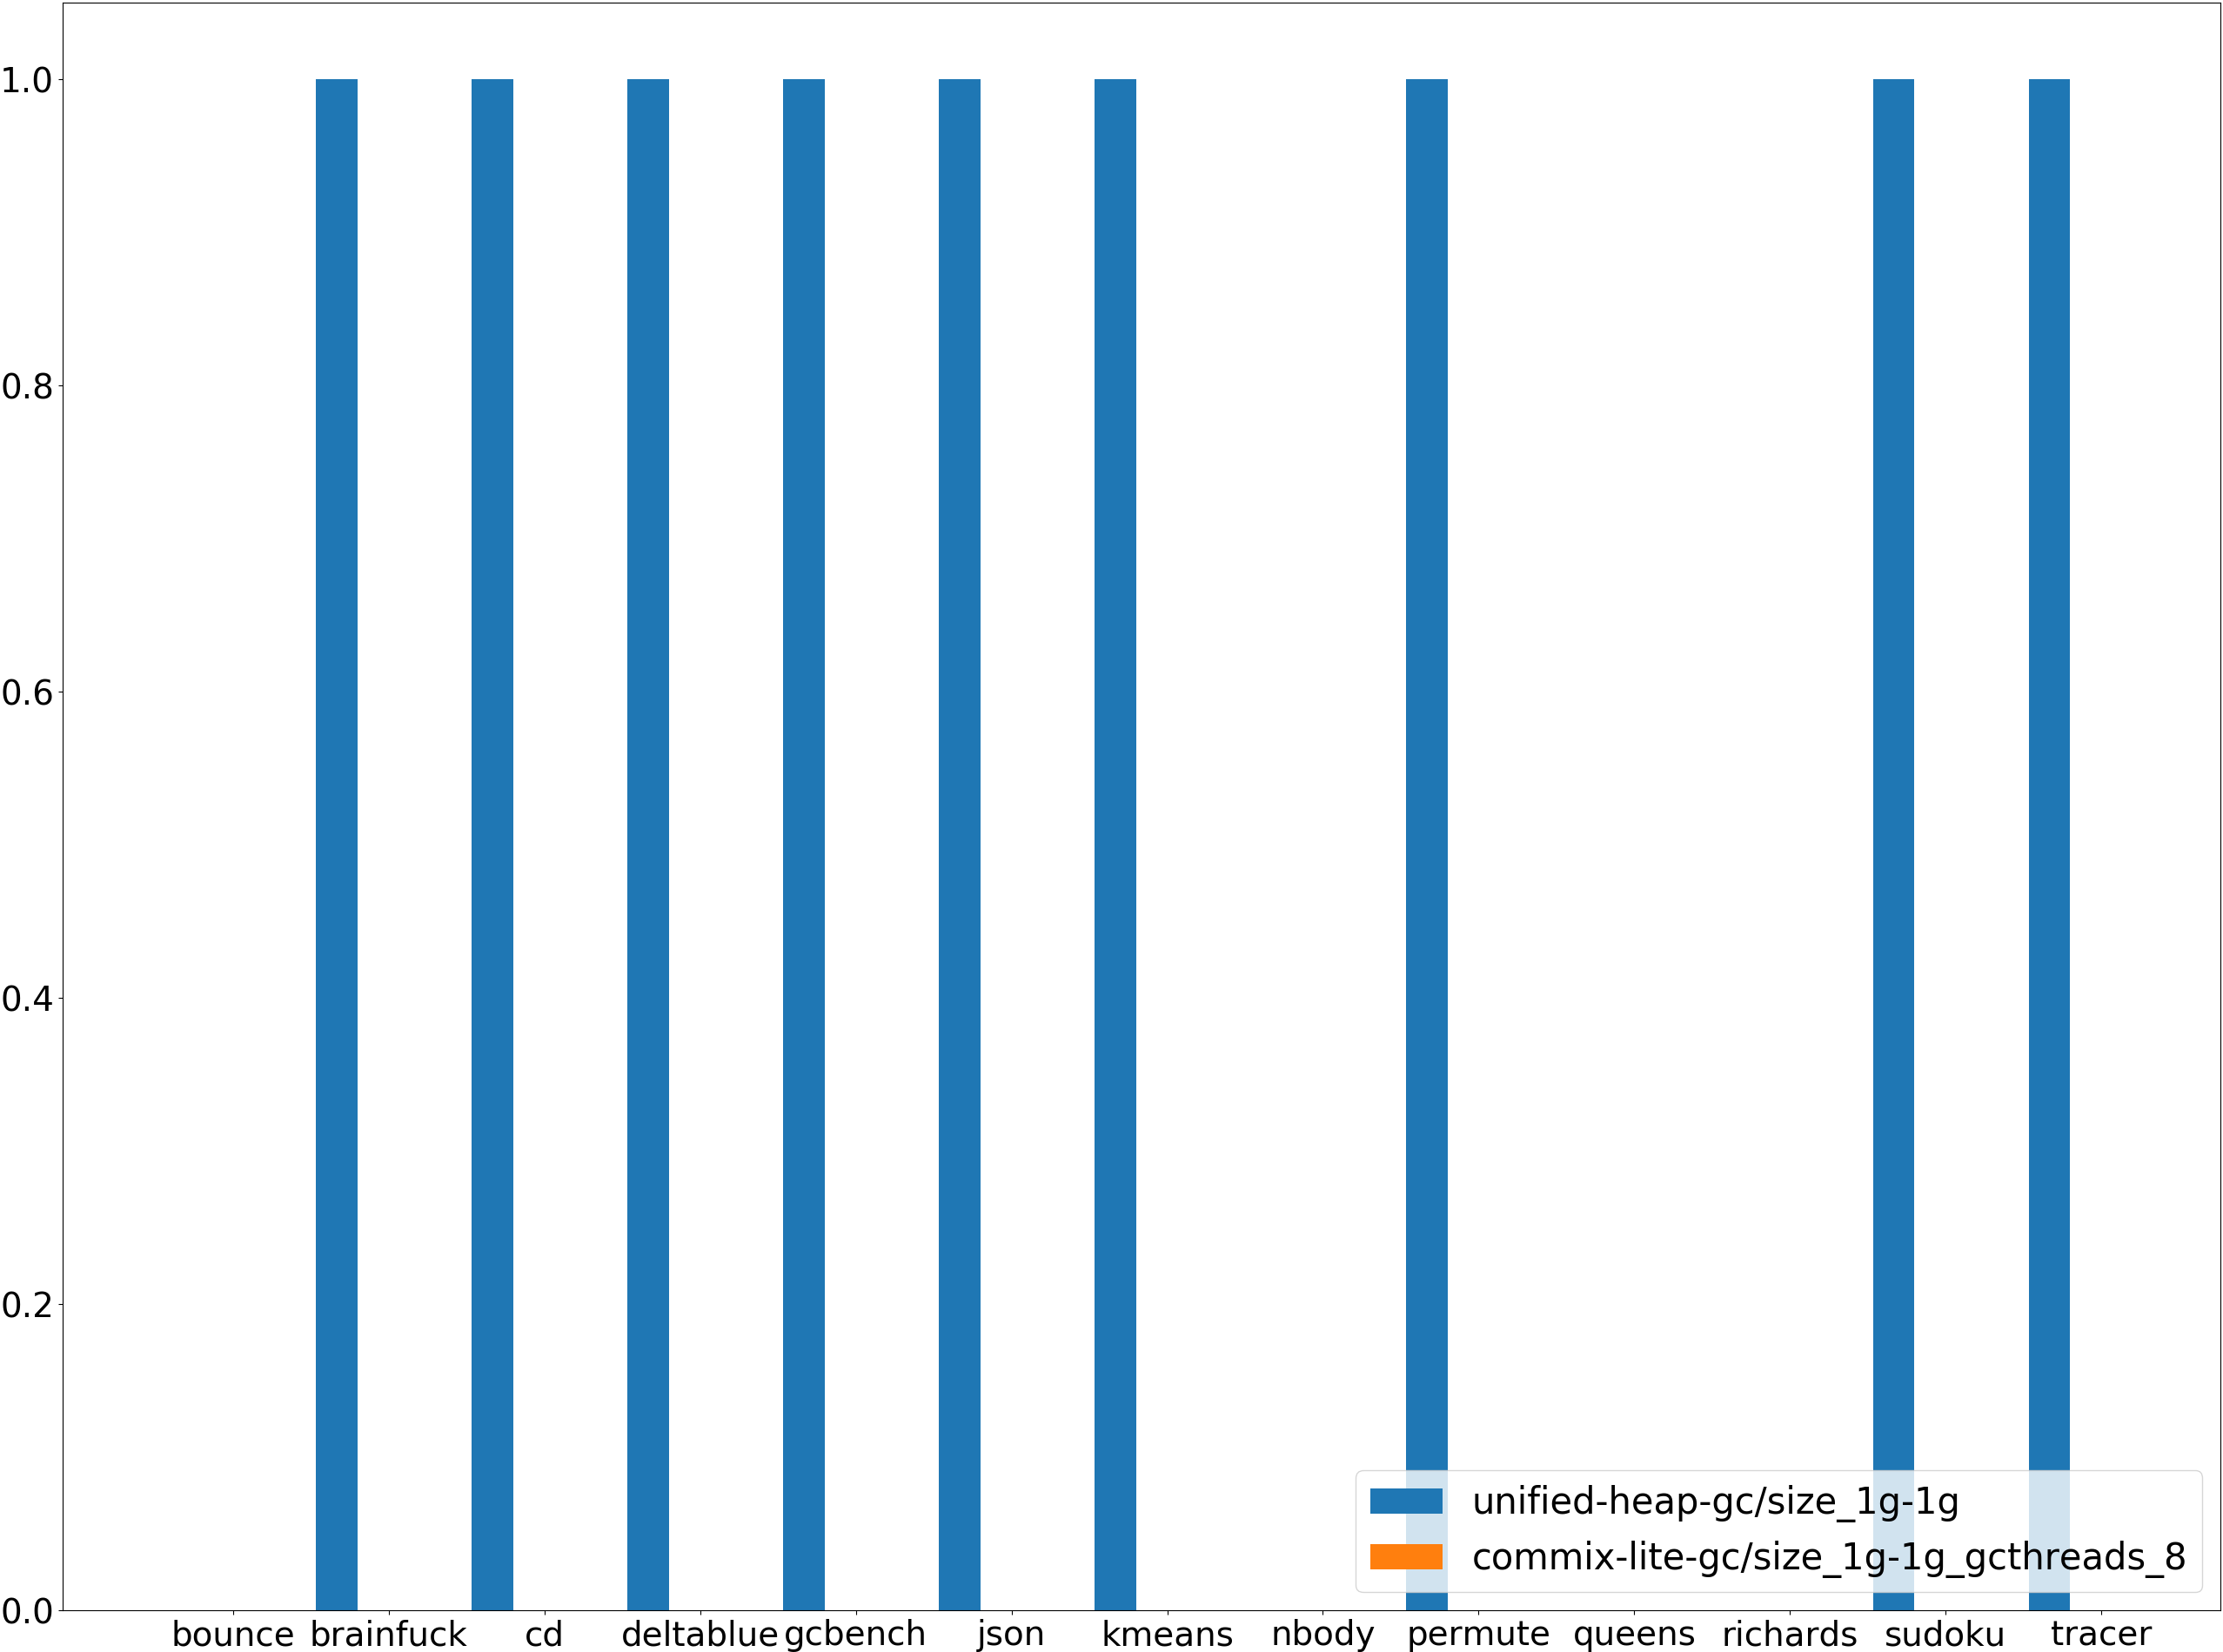 1.0
0.8
0.6
0.4
0.2
0.0
unified-heap-gc/size_1g-1g
commix-lite-gc/size_1g-1g_gcthreads_8
bounce brainfuck cd deltablue gcbench json kmeans nbody permute queens richards sudoku tracer